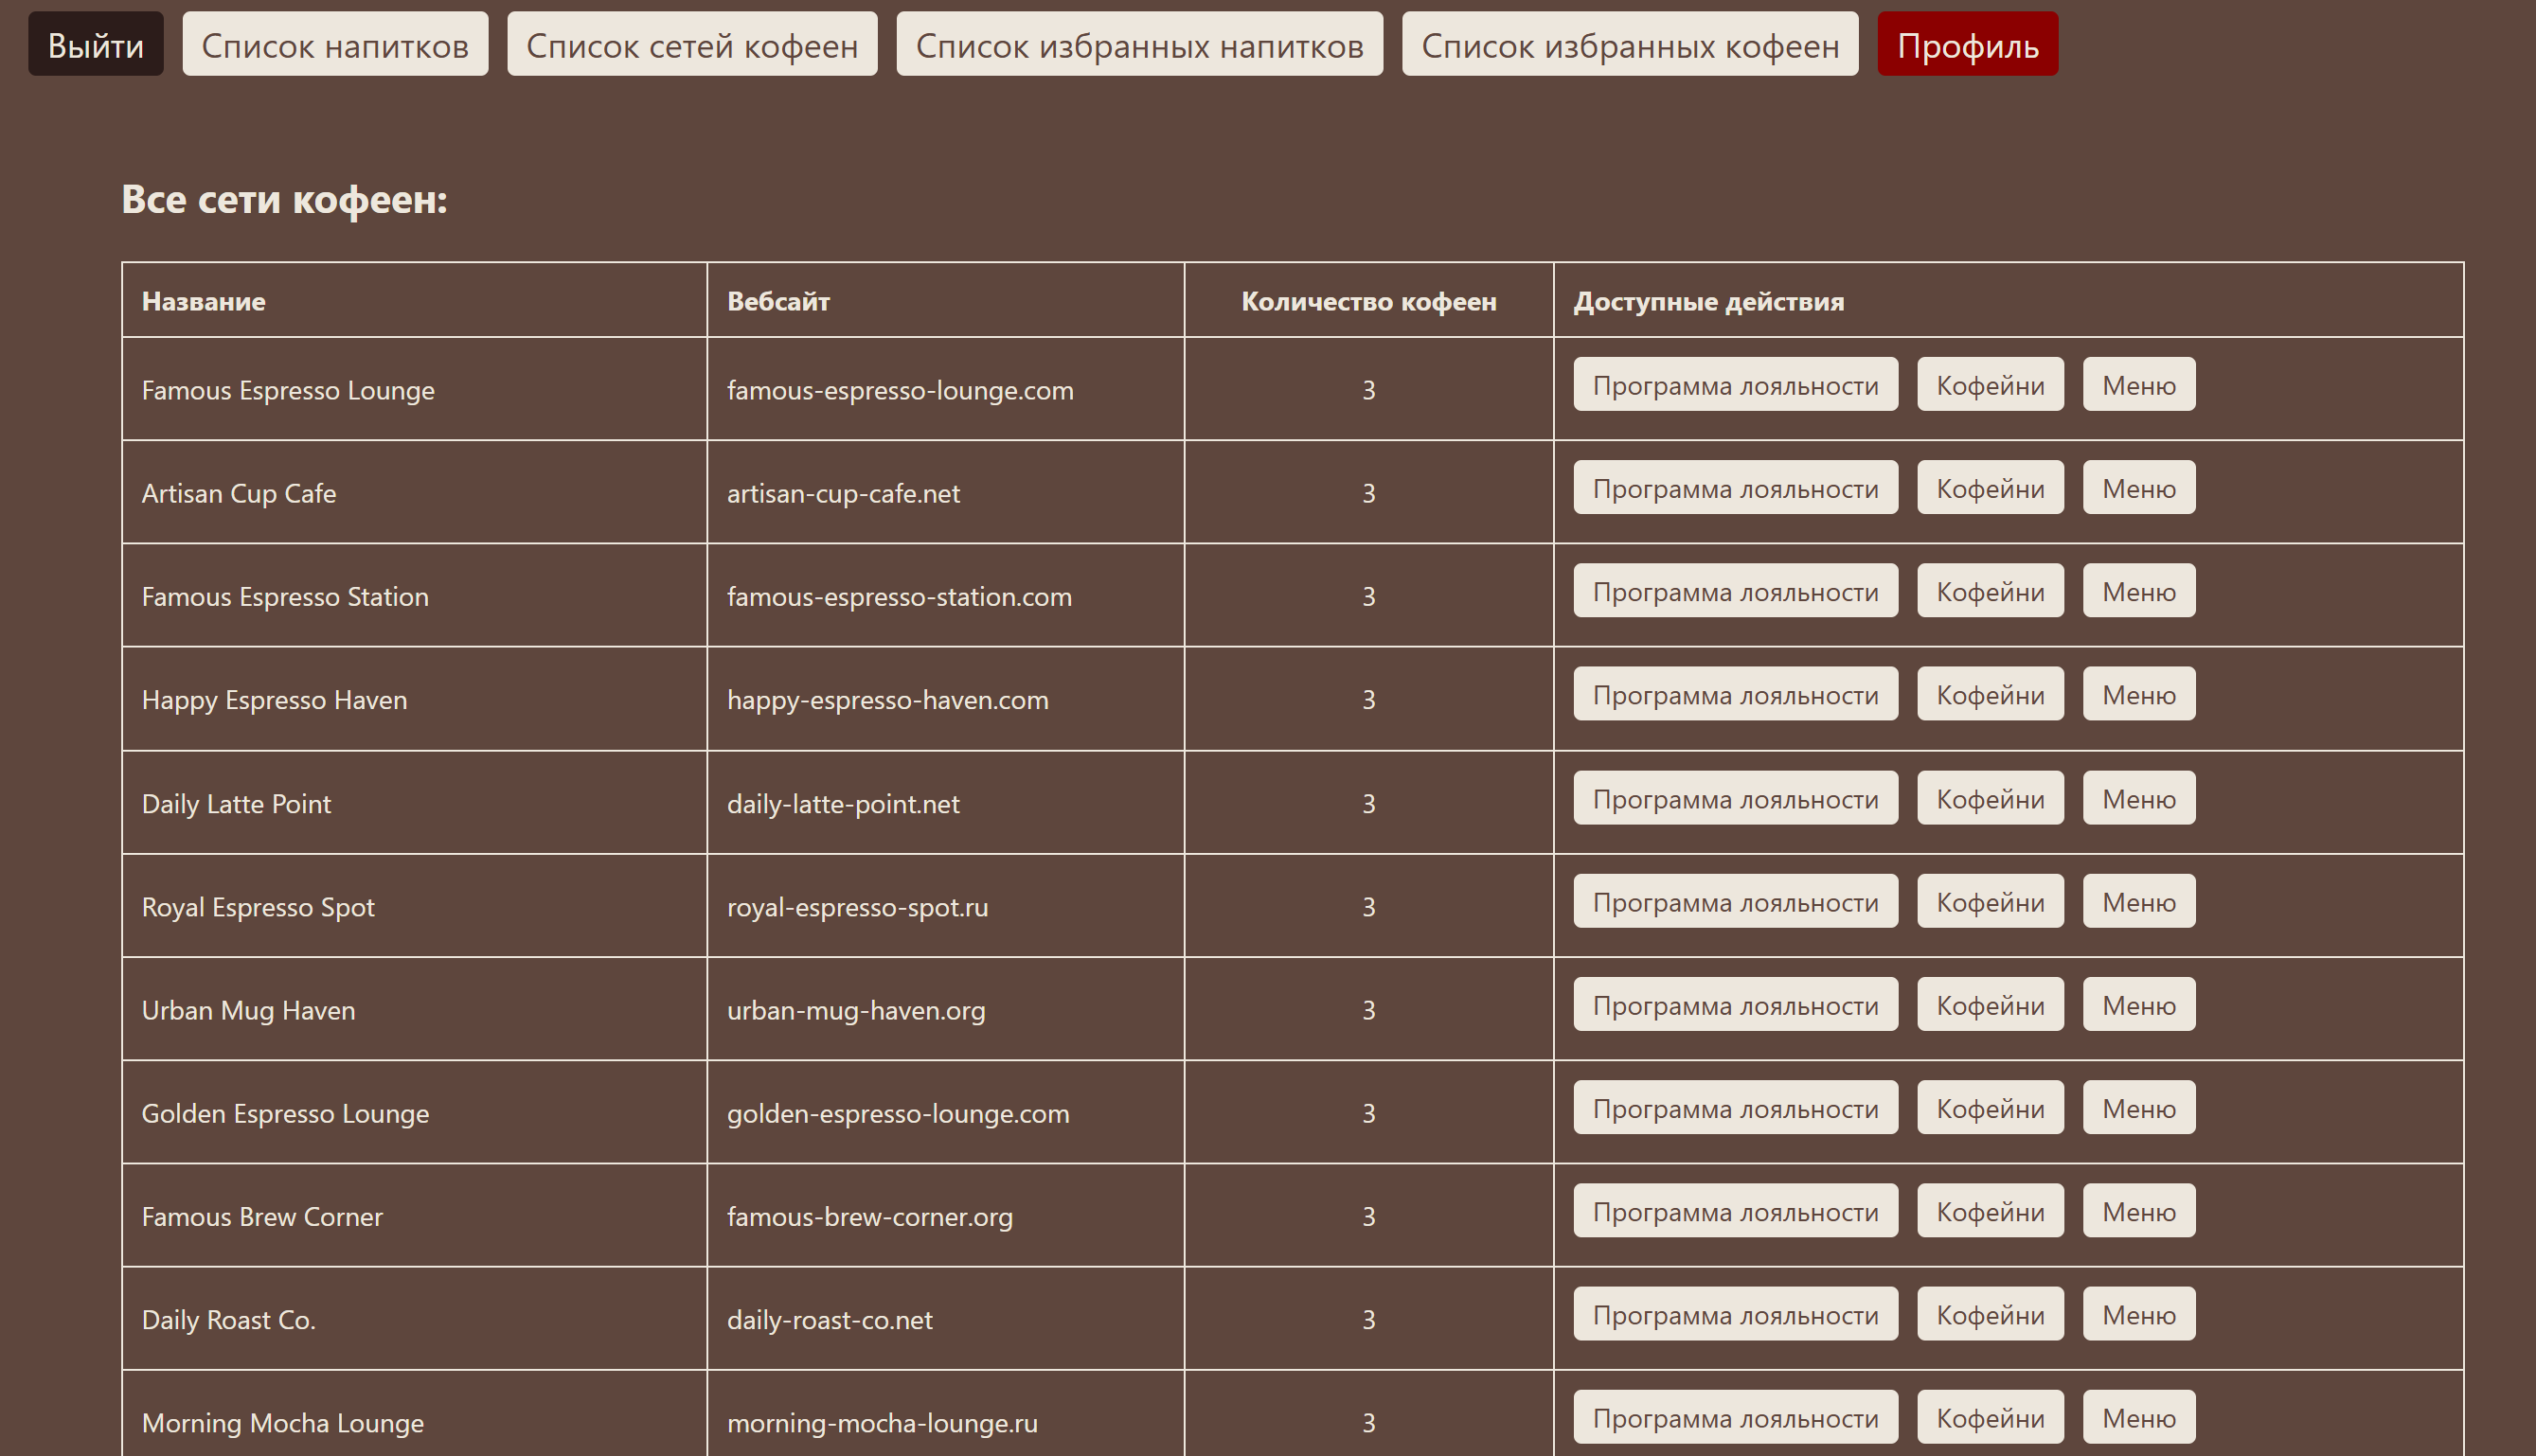 Выйти Список напитков Список сетей кофеен Список избранных напитков Список избранных кофеен Профиль
Все сети кофеен:
Название Вебсайт Количество кофеен Доступные действия
Famous Espresso Lounge famous-espresso-lounge.com 3 Программа лояльности Кофейни Меню
Artisan Cup Cafe artisan-cup-cafe.net 3 Программа лояльности Кофейни Меню
Famous Espresso Station famous-espresso-station.com 3 Программа лояльности Кофейни Меню
Happy Espresso Haven happy-espresso-haven.com 3 Программа лояльности Кофейни Меню
Daily Latte Point daily-latte-point.net 3 Программа лояльности Кофейни Меню
Royal Espresso Spot royal-espresso-spot.ru 3 Программа лояльности Кофейни Меню
Urban Mug Haven urban-mug-haven.org 3 Программа лояльности Кофейни Меню
Golden Espresso Lounge golden-espresso-lounge.com 3 Программа лояльности Кофейни Меню
Famous Brew Corner famous-brew-corner.org 3 Программа лояльности Кофейни Меню
Daily Roast Co. daily-roast-co.net 3 Программа лояльности Кофейни Меню
Morning Mocha Lounge morning-mocha-lounge.ru 3 Программа лояльности Кофейни Меню